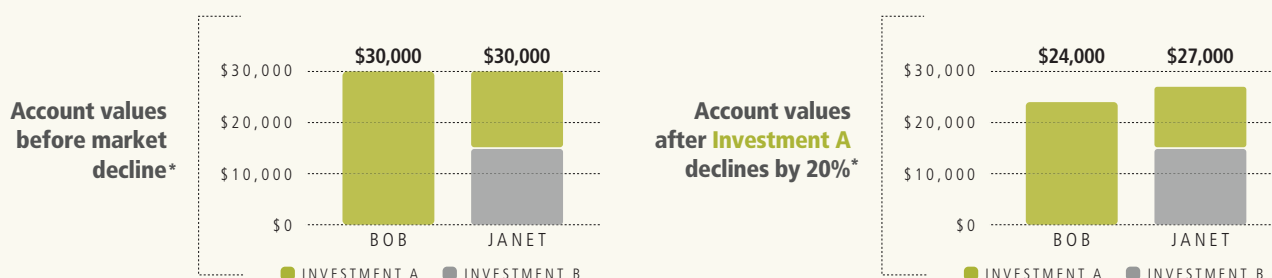 Account values
before market
decline*
$30,000 $30,000
$30,000
$20,000
$10,000
$0
BOB JANET
INVESTMENT A INVESTMENT B
Account values
after Investment A
declines by 20%*
$24,000 $27,000
$30,000
$20,000
$10,000
$0
BOB JANET
INVESTMENT A INVESTMENT B